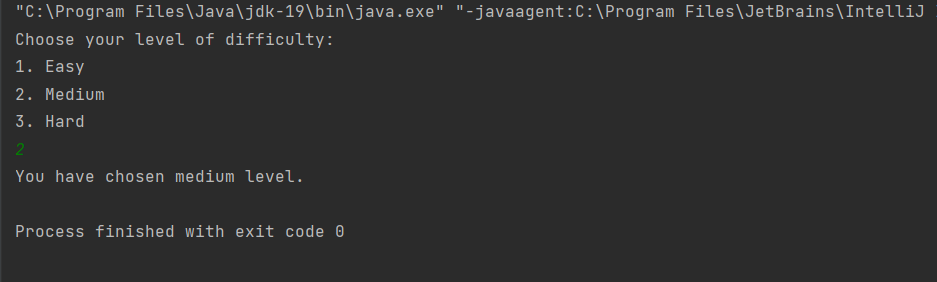 "C:\Program Files\Java\jdk-19\bin\java.exe" "-javaagent:C:\Program Files\JetBrains\IntelliJ
Choose your level of difficulty:
1. Easy
2. Medium
3. Hard
2
You have chosen medium level.
Process finished with exit code 0